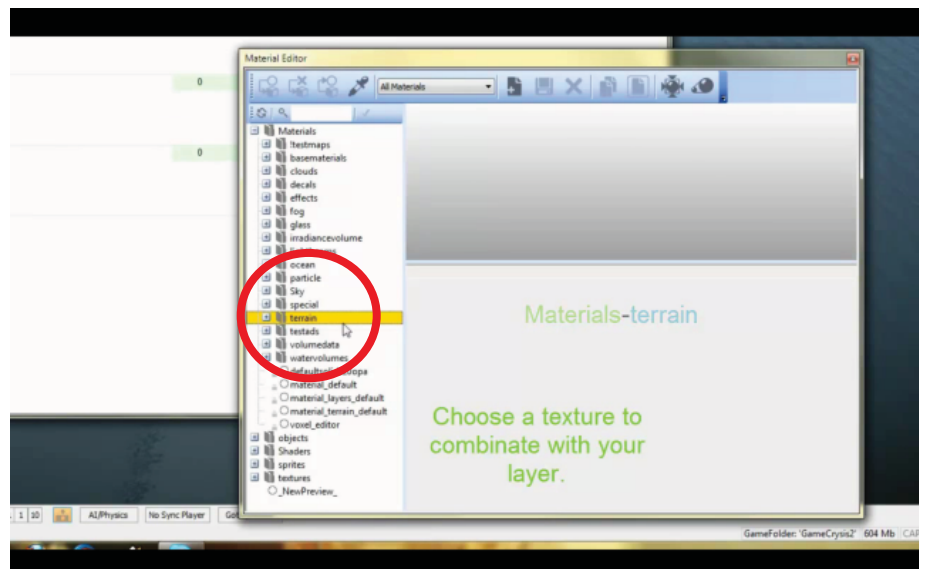 Material Editor
0
All Materials
Materials
!testmaps
basematerials
0
clouds
decals
effects
fog
glass
irradiancevolume
ocean
particle
Sky
special
terrain
testads
volumedata
watervolumes
material_default
material_layers_default
material_terrain_default
voxel_editor
objects
Shaders
sprites
textures
_NewPreview_
Materials-terrain
Choose a texture to
combinate with your
layer.
1 10 AI/Physics No Sync Player
GameFolder: 'GameCrysis2' 604 Mb CAP